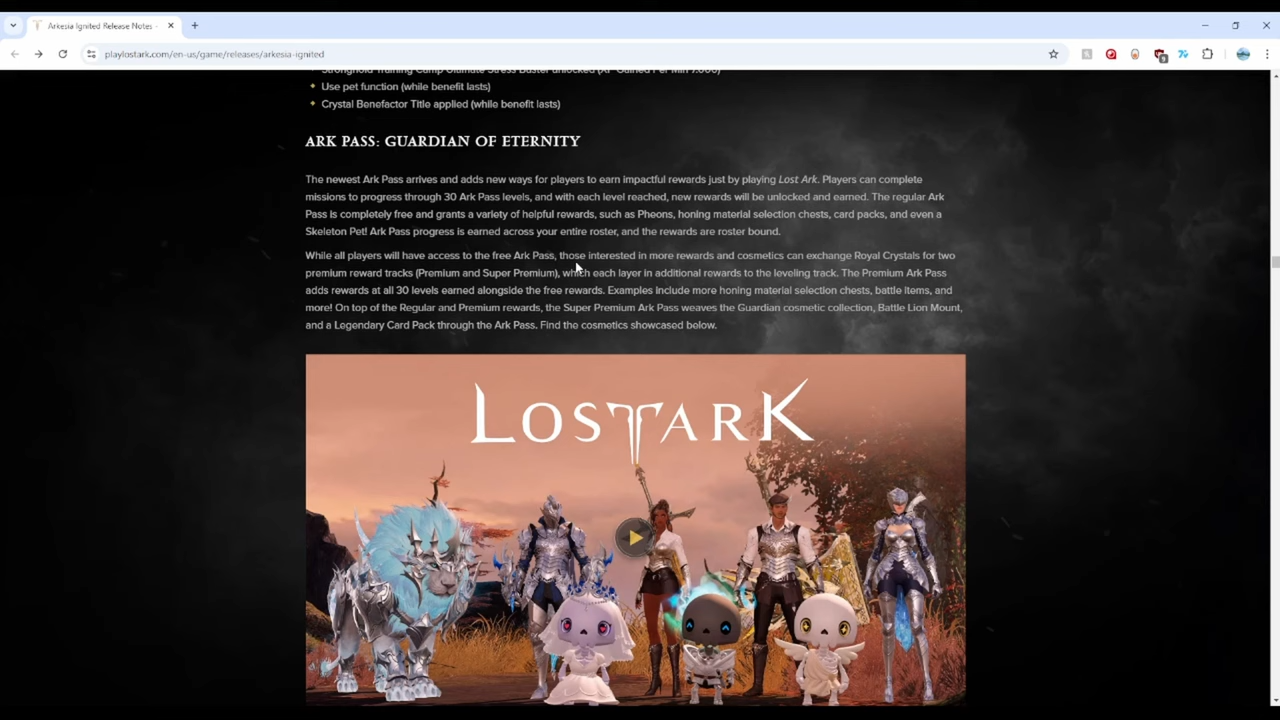 Arkesia Ignited Release Notes -
playlostark.com/en-us/game/releases/arkesia-ignited
Stronghold Training Camp Ultimate Stress Buster unlocked (XP Gained Per Min 7.000)
Use pet function (while benefit lasts)
Crystal Benefactor Title applied (while benefit lasts)
ARK PASS: GUARDIAN OF ETERNITY
The newest Ark Pass arrives and adds new ways for players to earn impactful rewards just by playing Lost Ark. Players can complete
missions to progress through 30 Ark Pass levels, and with each level reached, new rewards will be unlocked and earned. The regular Ark
Pass is completely free and grants a variety of helpful rewards, such as Pheons, honing material selection chests, card packs, and even a
Skeleton Pet! Ark Pass progress is earned across your entire roster, and the rewards are roster bound.
While all players will have access to the free Ark Pass, those interested in more rewards and cosmetics can exchange Royal Crystals for two
premium reward tracks (Premium and Super Premium), which each layer in additional rewards to the leveling track. The Premium Ark Pass
adds rewards at all 30 levels earned alongside the free rewards. Examples include more honing material selection chests, battle items, and
more! On top of the Regular and Premium rewards, the Super Premium Ark Pass weaves the Guardian cosmetic collection, Battle Lion Mount,
and a Legendary Card Pack through the Ark Pass. Find the cosmetics showcased below.
LOST ARK